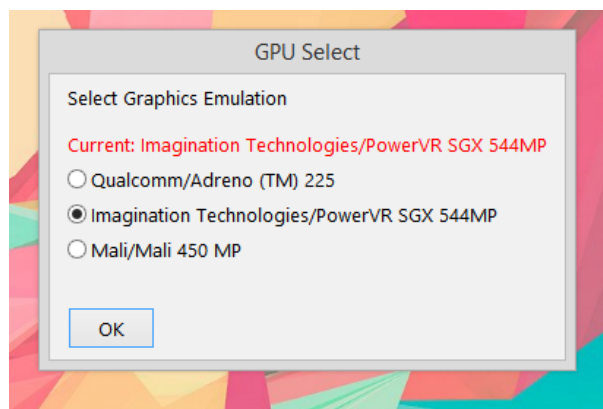 GPU Select
Select Graphics Emulation
Current: Imagination Technologies/PowerVR SGX 544MP
Qualcomm/Adreno (TM) 225
Imagination Technologies/PowerVR SGX 544MP
Mali/Mali 450 MP
OK